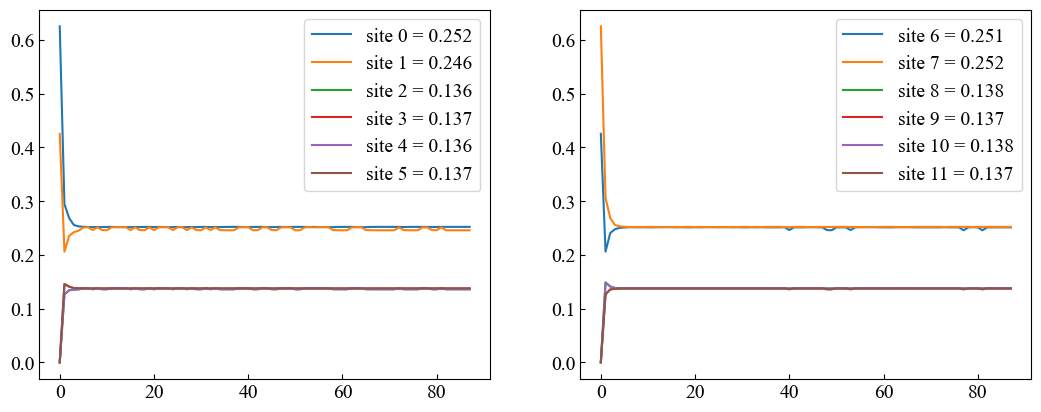 0.6
0.5
0.4
0.3
0.2
0.1
0.0
0
20
40
60
80
site 0 = 0.252
site 1 = 0.246
site 2 = 0.136
site 3 = 0.137
site 4 = 0.136
site 5 = 0.137
0.6
0.5
0.4
0.3
0.2
0.1
0.0
0
20
40
60
80
site 6 = 0.251
site 7 = 0.252
site 8 = 0.138
site 9 = 0.137
site 10 = 0.138
site 11 = 0.137